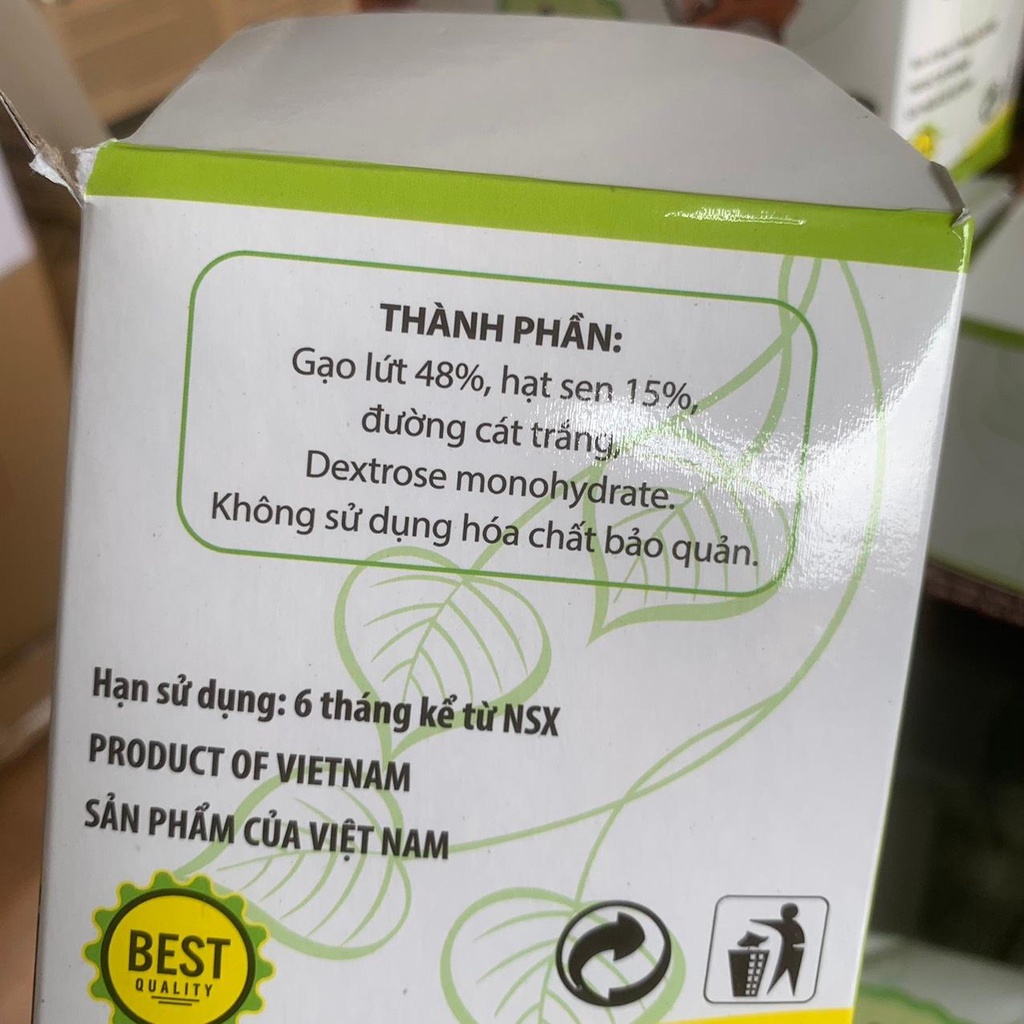 THÀNH PHẦN:
Gạo lứt 48%, hạt sen 15%,
đường cát trắng,
Dextrose monohydrate.
Không sử dụng hóa chất bảo quản.
Hạn sử dụng: 6 tháng kể từ NSX
PRODUCT OF VIETNAM
SẢN PHẨM CỦA VIỆT NAM
BEST
QUALITY